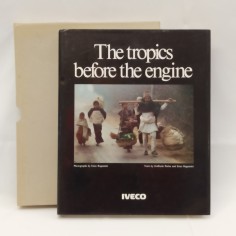 The tropics
before the engine
IVECO